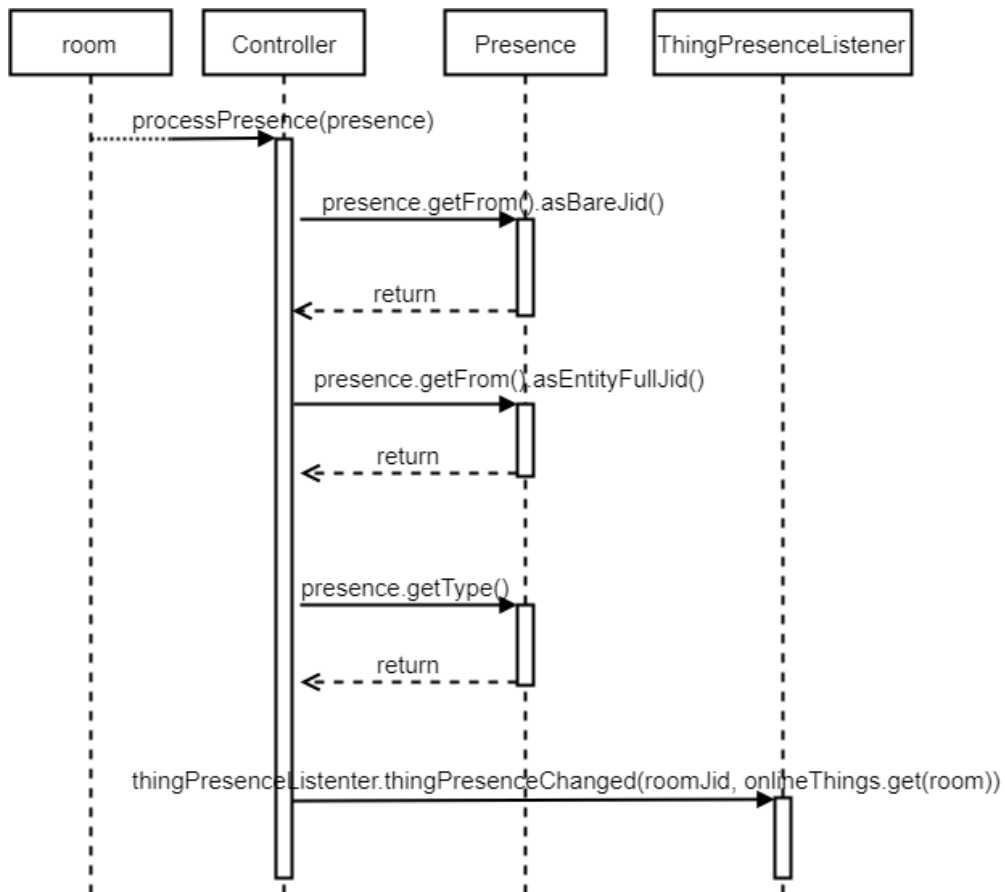 room
Controller
Presence
ThingPresenceListener
processPresence(presence)
presence.getFrom().asBareJid()
return
presence.getFrom().asEntityFullJid()
return
presence.getType()
return
thingPresenceListenter.thingPresenceChanged(roomJid, onlineThings.get(room))